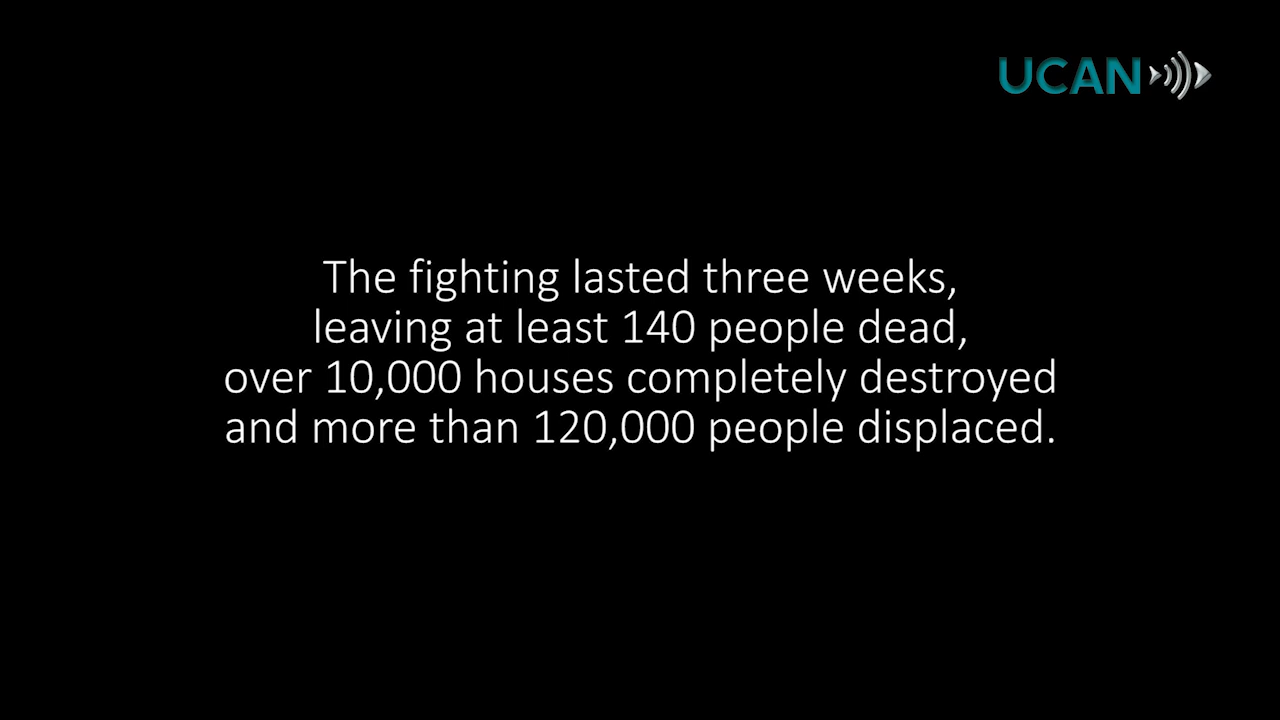 UCAN
The fighting lasted three weeks,
leaving at least 140 people dead,
over 10,000 houses completely destroyed
and more than 120,000 people displaced.